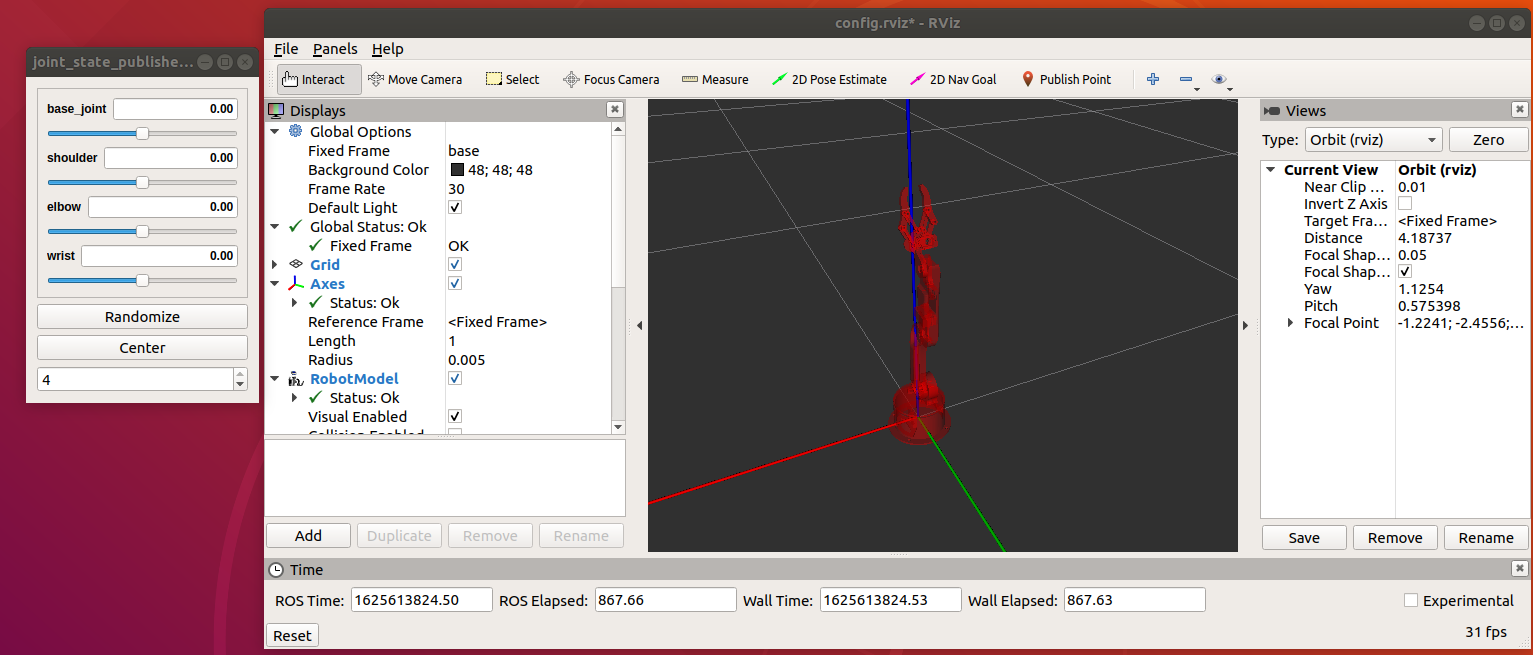 joint_state_publishe...
base_joint 0.00
shoulder 0.00
elbow 0.00
wrist 0.00
Randomize
Center
4
config.rviz* - RViz
File Panels Help
Interact Move Camera Select Focus Camera Measure 2D Pose Estimate 2D Nav Goal Publish Point
Displays
Global Options
Fixed Frame base
Background Color 48; 48; 48
Frame Rate 30
Default Light
Global Status: Ok
Fixed Frame OK
Grid
Axes
Status: Ok
Reference Frame <Fixed Frame>
Length 1
Radius 0.005
RobotModel
Status: Ok
Visual Enabled
Collision Enabled
Add Duplicate Remove Rename
Views
Type: Orbit (rviz) Zero
Current View Orbit (rviz)
Near Clip ... 0.01
Invert Z Axis
Target Fra... <Fixed Frame>
Distance 4.18737
Focal Shap... 0.05
Focal Shap...
Yaw 1.1254
Pitch 0.575398
Focal Point -1.2241; -2.4556;...
Save Remove Rename
Time
ROS Time: 1625613824.50 ROS Elapsed: 867.66 Wall Time: 1625613824.53 Wall Elapsed: 867.63 Experimental
Reset 31 fps